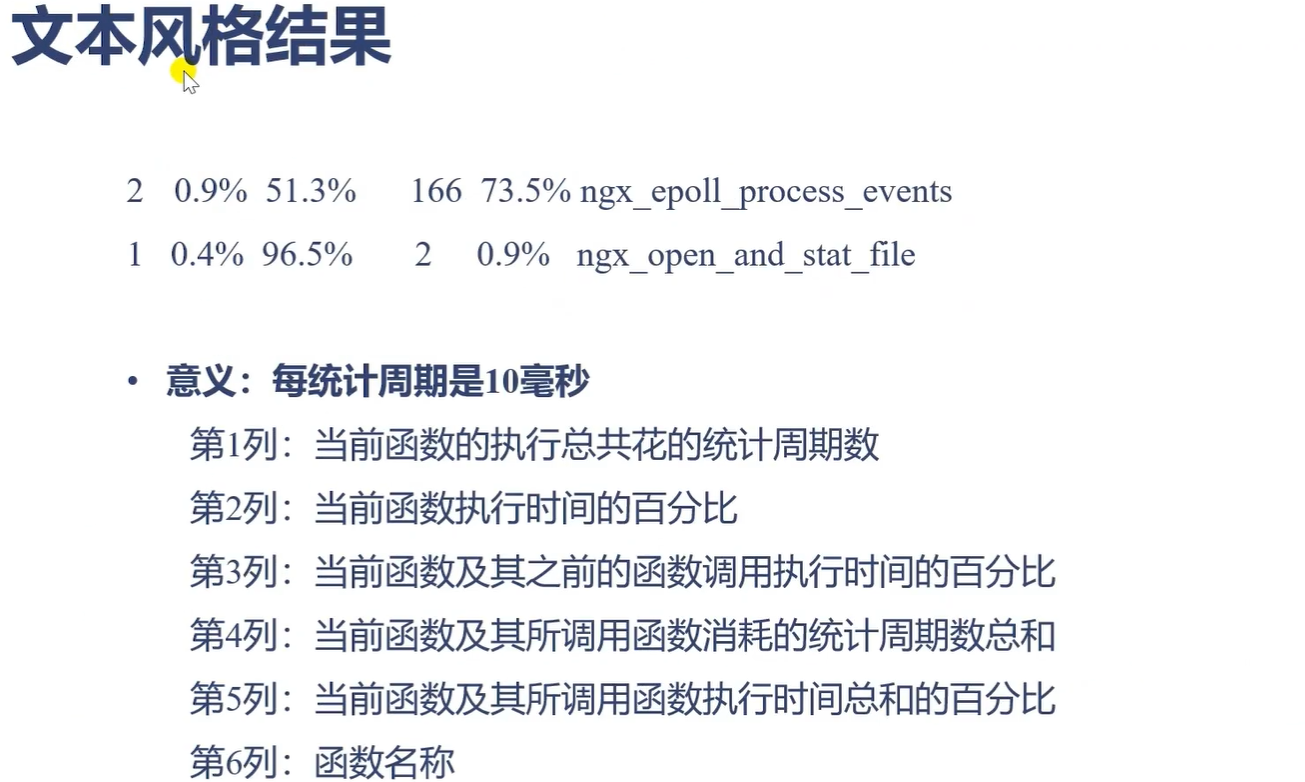 文本风格结果
2 0.9% 51.3% 166 73.5% ngx_epoll_process_events
1 0.4% 96.5% 2 0.9% ngx_open_and_stat_file
• 意义：每统计周期是10毫秒
第1列：当前函数的执行总共花的统计周期数
第2列：当前函数执行时间的百分比
第3列：当前函数及其之前的函数调用执行时间的百分比
第4列：当前函数及其所调用函数消耗的统计周期数总和
第5列：当前函数及其所调用函数执行时间总和的百分比
第6列：函数名称